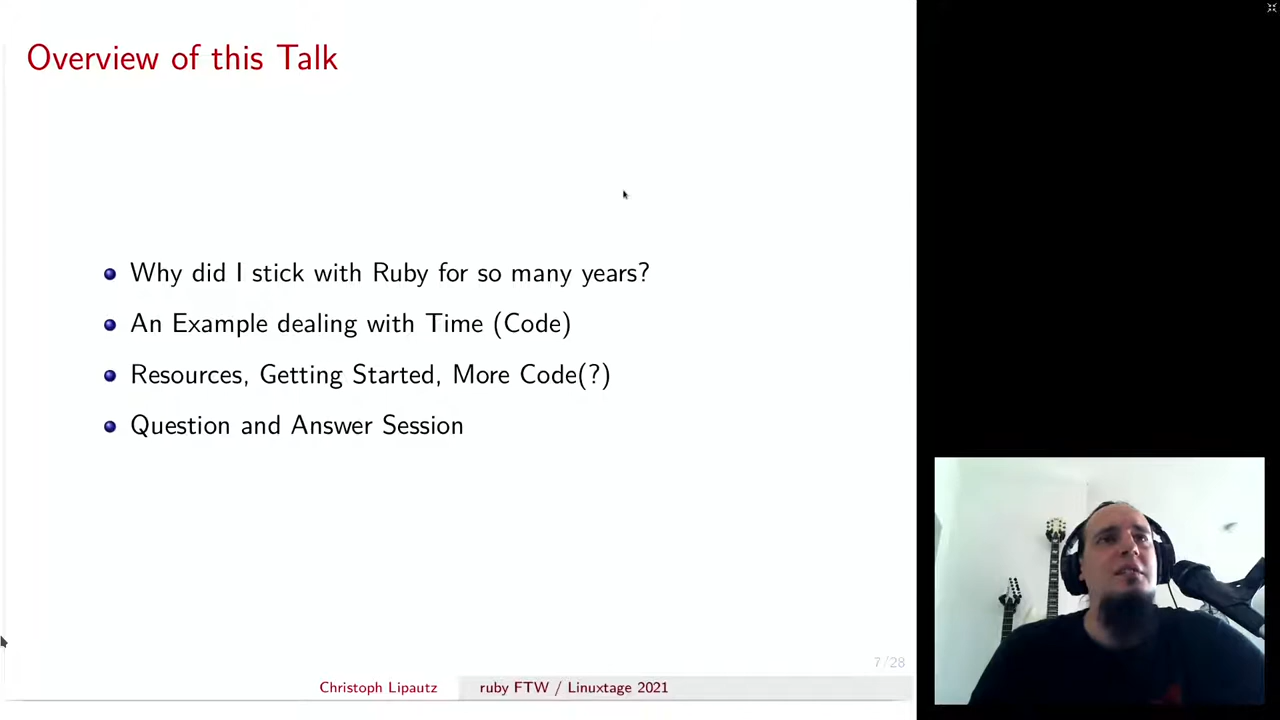 Overview of this Talk
Why did I stick with Ruby for so many years?
An Example dealing with Time (Code)
Resources, Getting Started, More Code(?)
Question and Answer Session
7/28
Christoph Lipautz
ruby FTW / Linuxtage 2021